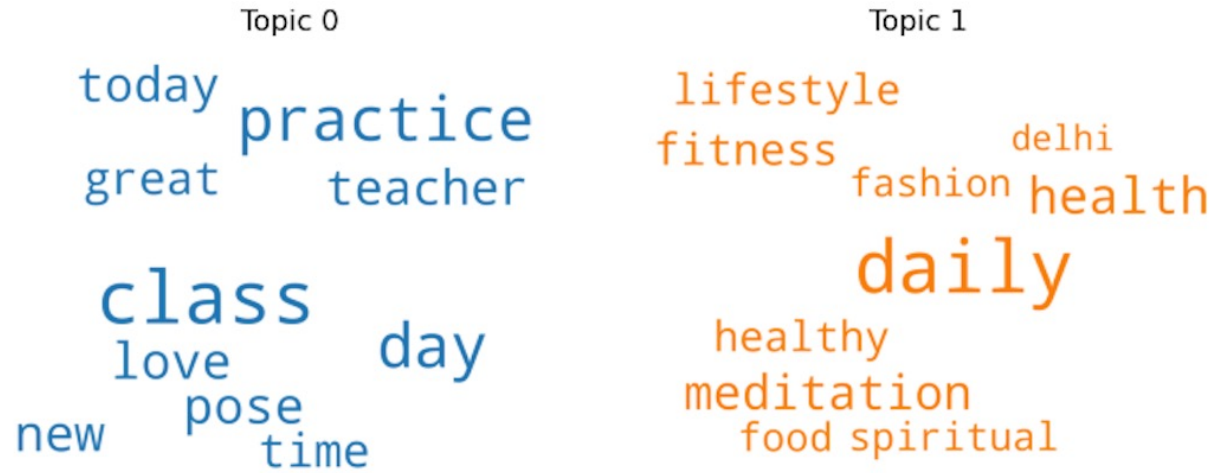 Topic 0
today
practice
great
teacher
class
day
love
pose
new
time
Topic 1
lifestyle
fitness
delhi
fashion
health
daily
healthy
meditation
food spiritual